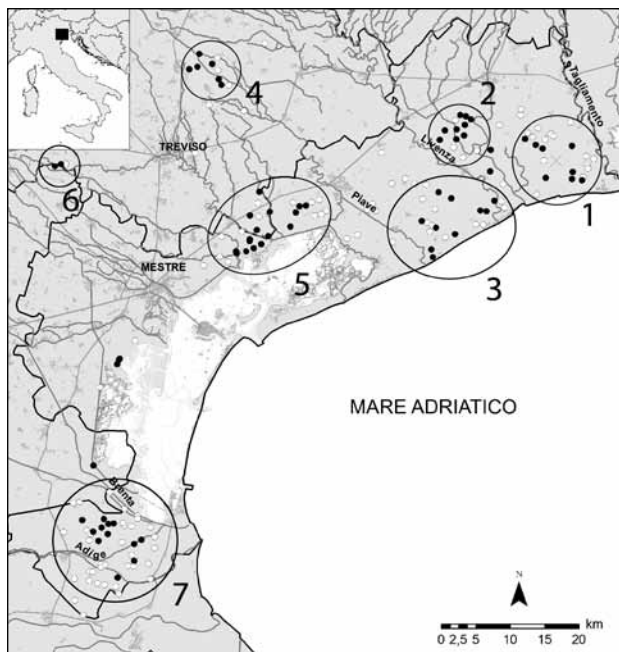 4
2
Tagliamento
TREVISO
Livenza
6
Piave
1
MESTRE
5
3
MARE ADRIATICO
Brenta
Adige
7
N
km
0 2,5 5 10 15 20